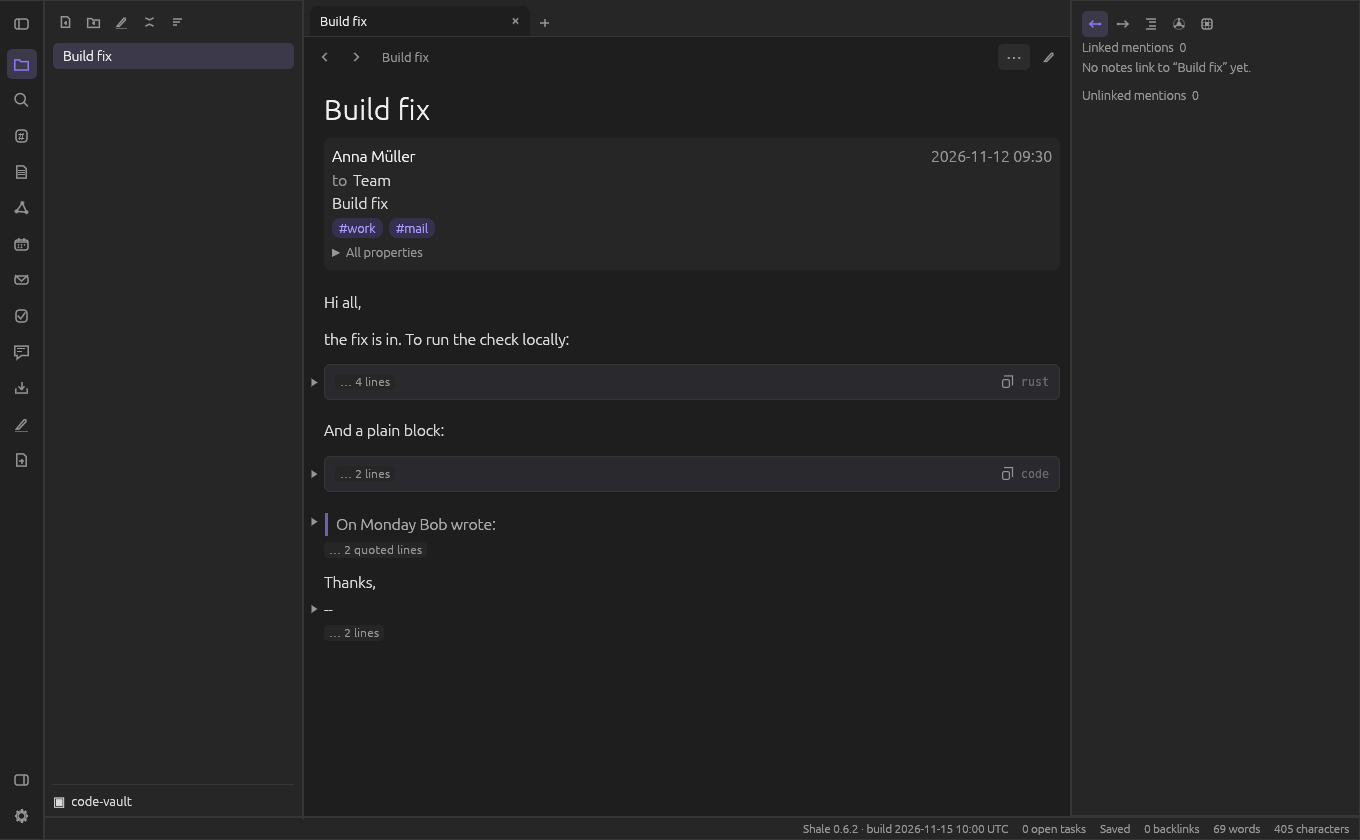 Build fix
code-vault
Build fix
Build fix
Build fix
Anna Müller 2026-11-12 09:30
to Team
Build fix
#work #mail
All properties
Hi all,
the fix is in. To run the check locally:
… 4 lines rust
And a plain block:
… 2 lines code
On Monday Bob wrote:
… 2 quoted lines
Thanks,
--
… 2 lines
Linked mentions 0
No notes link to “Build fix” yet.
Unlinked mentions 0
Shale 0.6.2 · build 2026-11-15 10:00 UTC 0 open tasks Saved 0 backlinks 69 words 405 characters